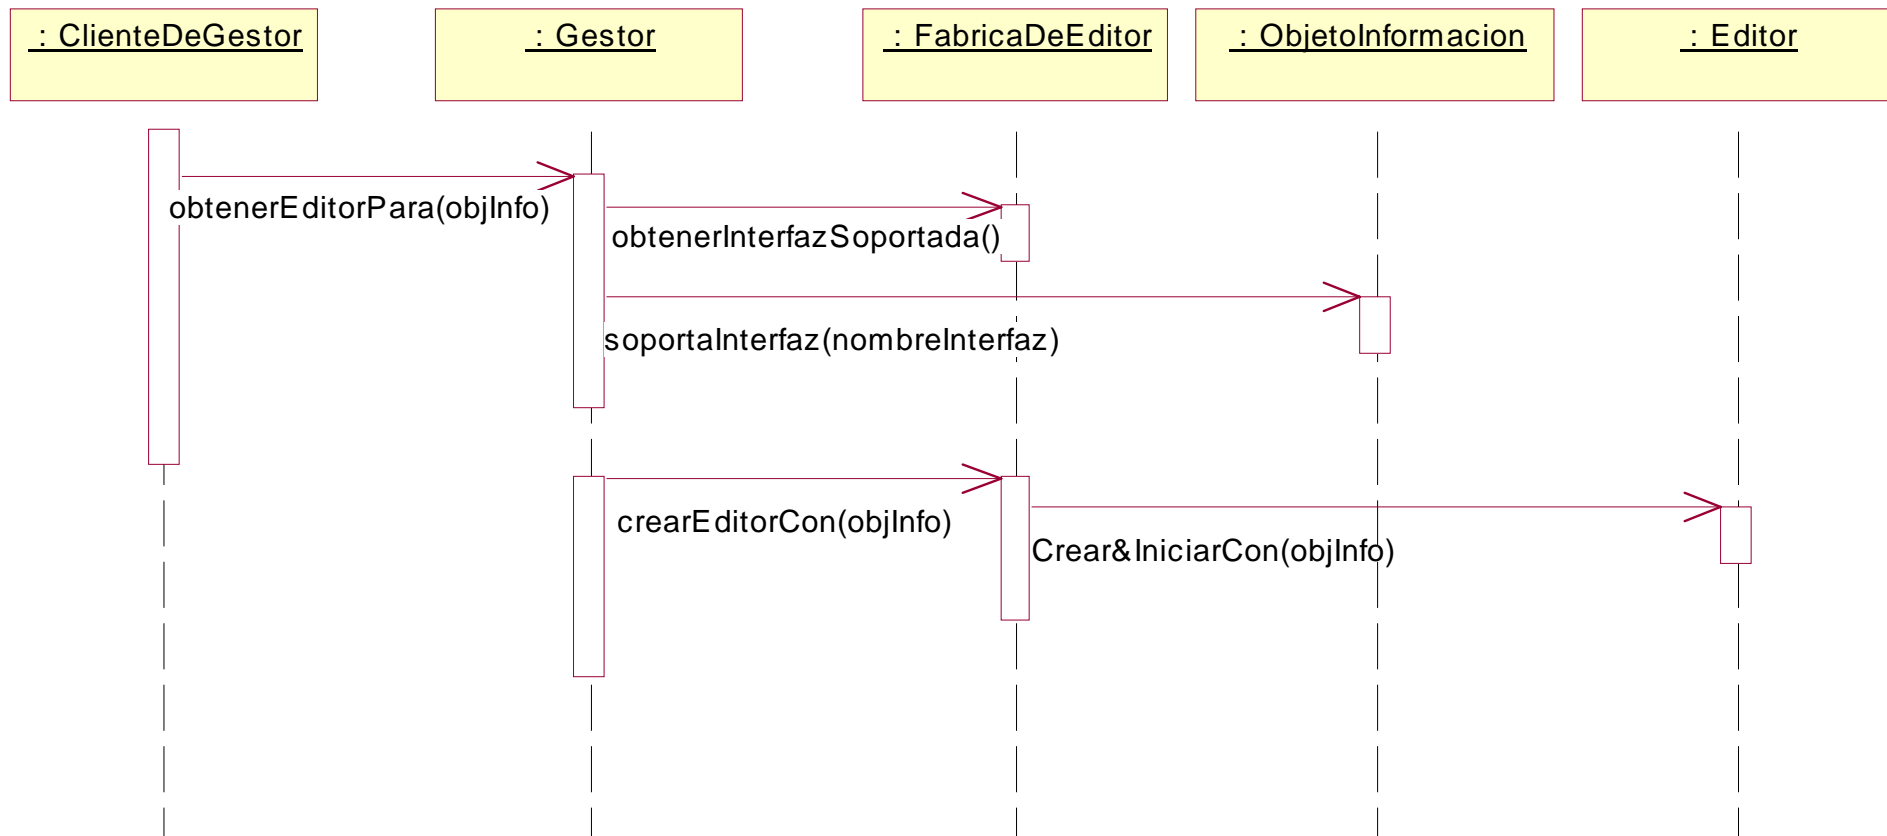 : ClienteDeGestor
: Gestor
: FabricaDeEditor
: ObjetoInformacion
: Editor
obtenerEditorPara(objInfo)
obtenerInterfazSoportada()
soportaInterfaz(nombreInterfaz)
crearEditorCon(objInfo)
Crear&IniciarCon(objInfo)